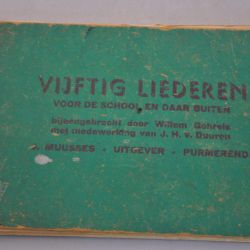 VIJFTIG LIEDEREN
VOOR DE SCHOOL EN DAAR BUITEN
bijeengebracht door Willem Gehrels
met medewerking van J. H. v. Duuren
J. MUUSSES - UITGEVER - PURMEREND